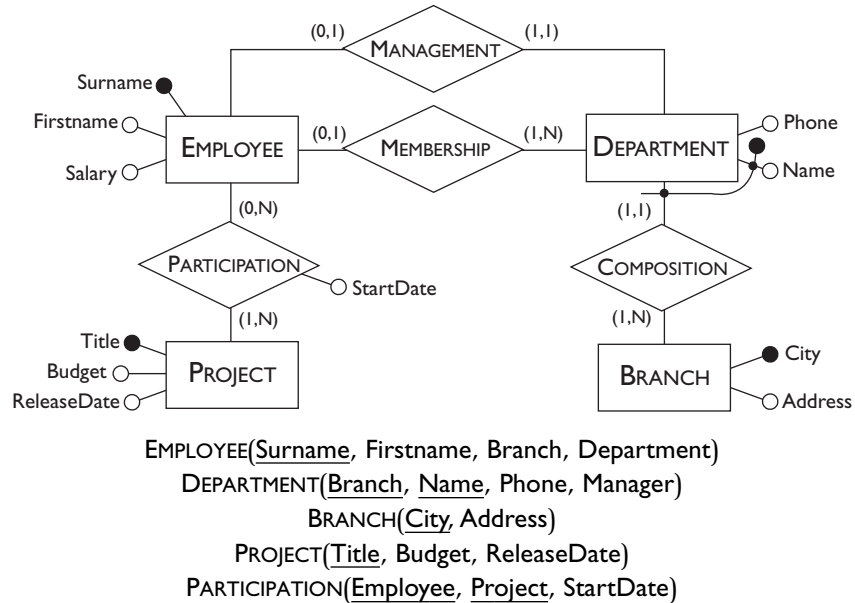 (0,1) MANAGEMENT (1,1)
Surname
Firstname
Salary
EMPLOYEE
(0,1) MEMBERSHIP (1,N)
DEPARTMENT
Phone
Name
(0,N)
(1,1)
PARTICIPATION
StartDate
COMPOSITION
(1,N)
(1,N)
Title
Budget
ReleaseDate
PROJECT
BRANCH
City
Address
EMPLOYEE(Surname, Firstname, Branch, Department)
DEPARTMENT(Branch, Name, Phone, Manager)
BRANCH(City, Address)
PROJECT(Title, Budget, ReleaseDate)
PARTICIPATION(Employee, Project, StartDate)